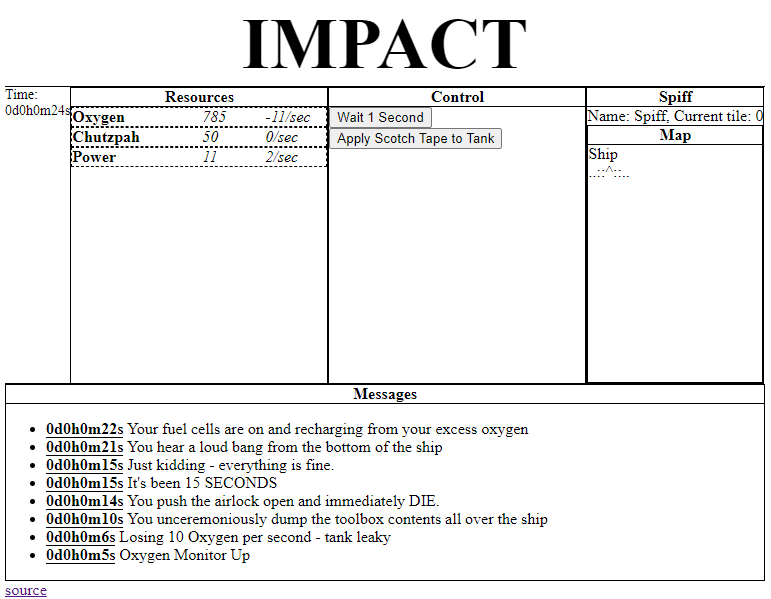 IMPACT
Time:
0d0h0m24s
Resources
Oxygen 785 -11/sec
Chutzpah 50 0/sec
Power 11 2/sec
Control
Wait 1 Second
Apply Scotch Tape to Tank
Spiff
Name: Spiff, Current tile: 0
Map
Ship
..::^::..
Messages
0d0h0m22s Your fuel cells are on and recharging from your excess oxygen
0d0h0m21s You hear a loud bang from the bottom of the ship
0d0h0m15s Just kidding - everything is fine.
0d0h0m15s It's been 15 SECONDS
0d0h0m14s You push the airlock open and immediately DIE.
0d0h0m10s You unceremoniously dump the toolbox contents all over the ship
0d0h0m6s Losing 10 Oxygen per second - tank leaky
0d0h0m5s Oxygen Monitor Up
source